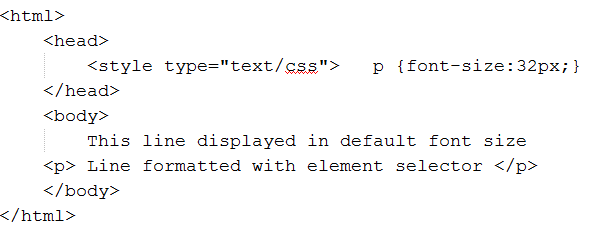 <html>
<head>
<style type="text/css">   p {font-size:32px;}
</head>
<body>
This line displayed in default font size
<p> Line formatted with element selector </p>
</body>
</html>